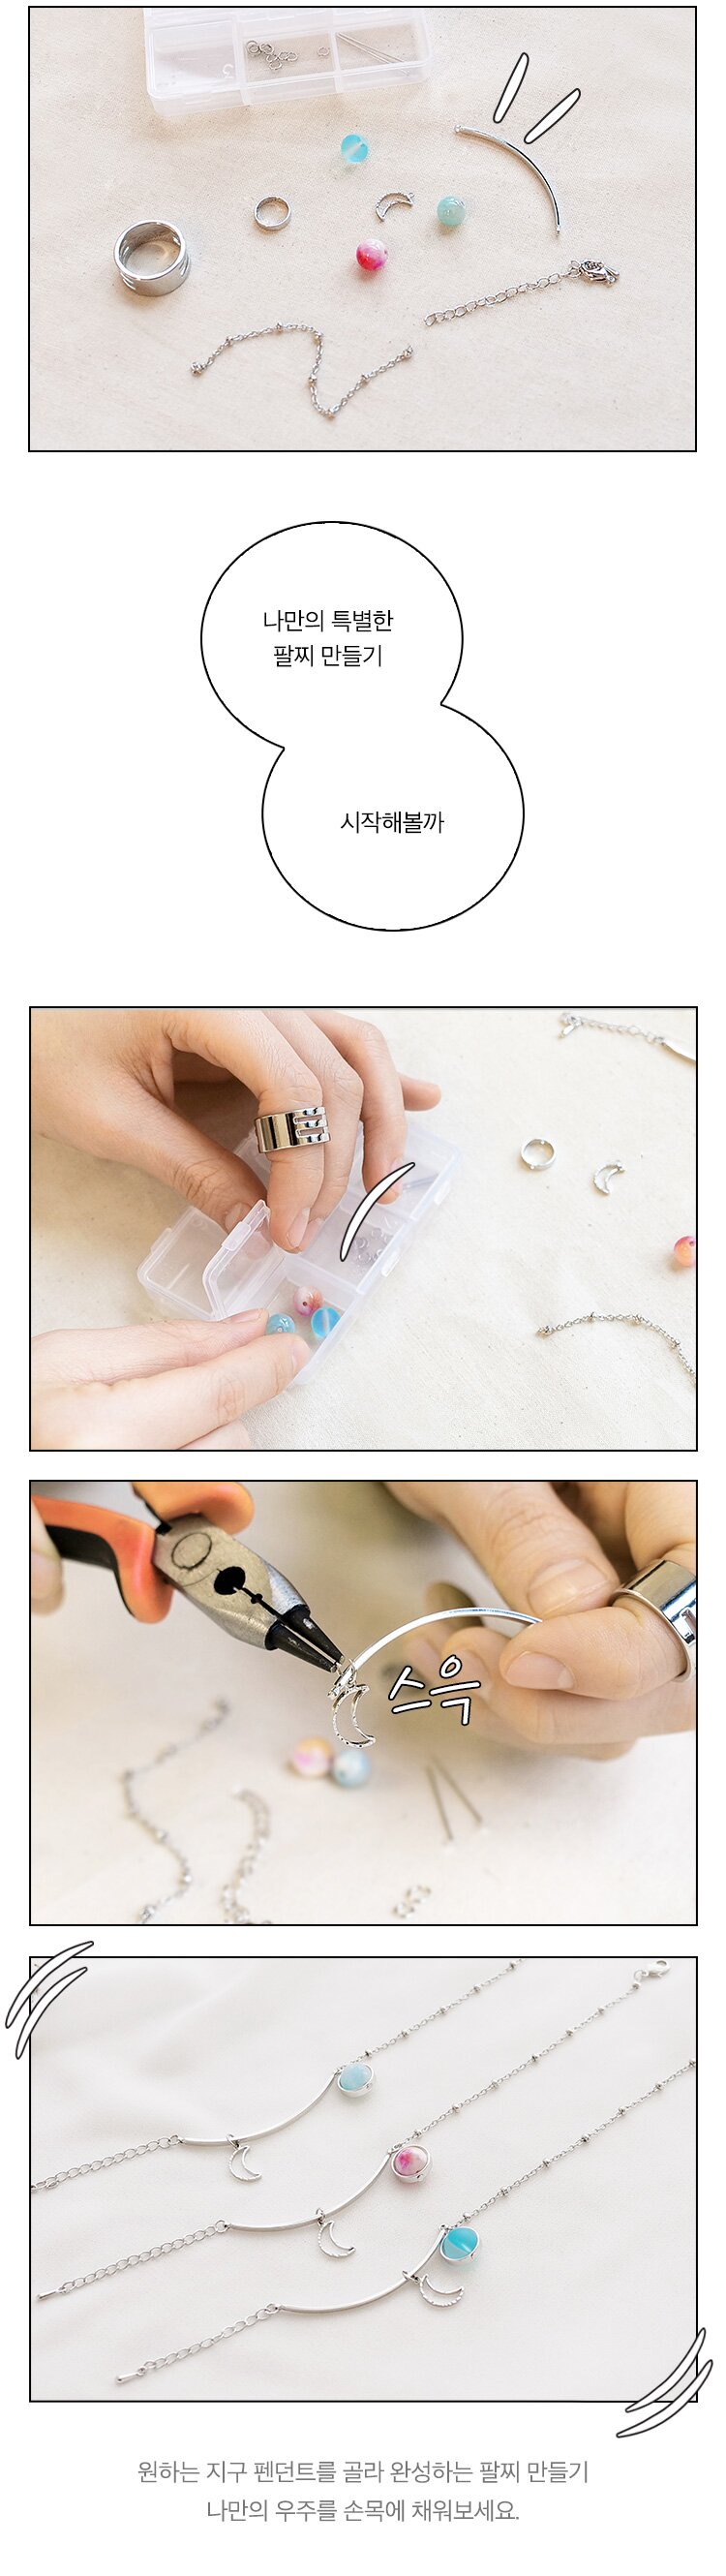 나만의 특별한
팔찌 만들기
시작해볼까
스윽
원하는 지구 펜던트를 골라 완성하는 팔찌 만들기
나만의 우주를 손목에 채워보세요.